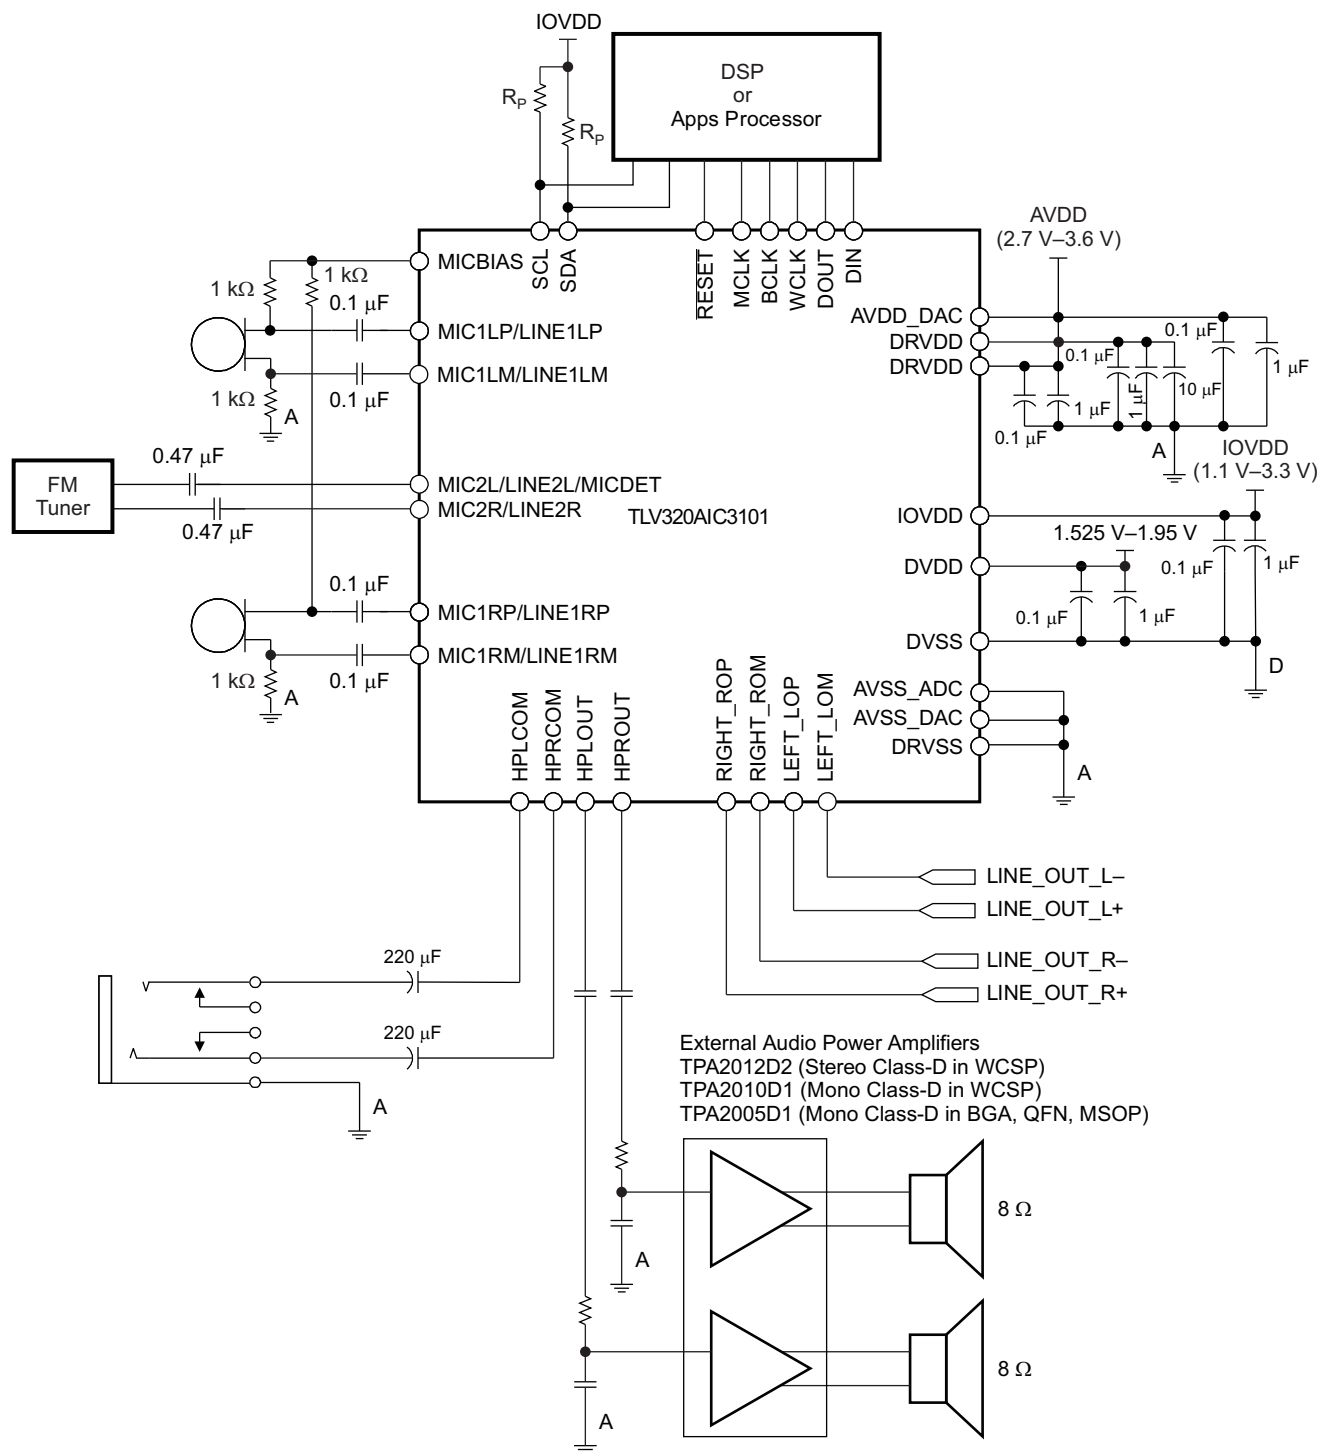 IOVDD
DSP
or
Apps Processor
RP
RP
AVDD
(2.7 V–3.6 V)
MICBIAS
SCL
SDA
RESET
MCLK
BCLK
WCLK
DOUT
DIN
1 kΩ
1 kΩ
0.1 μF
MIC1LP/LINE1LP
AVDD_DAC
DRVDD
DRVDD
0.1 μF
0.1 μF
1 μF
10 μF
1 μF
1 μF
0.1 μF
A
MIC1LM/LINE1LM
1 kΩ
A
0.1 μF
IOVDD
(1.1 V–3.3 V)
0.47 μF
FM
Tuner
MIC2L/LINE2L/MICDET
MIC2R/LINE2R
0.47 μF
TLV320AIC3101
IOVDD
1.525 V–1.95 V
DVDD
0.1 μF
1 μF
0.1 μF
1 μF
0.1 μF
MIC1RP/LINE1RP
DVSS
D
MIC1RM/LINE1RM
1 kΩ
A
0.1 μF
AVSS_ADC
AVSS_DAC
DRVSS
A
HPLCOM
HPRCOM
HPLOUT
HPROUT
RIGHT_ROP
RIGHT_ROM
LEFT_LOP
LEFT_LOM
LINE_OUT_L–
LINE_OUT_L+
LINE_OUT_R–
LINE_OUT_R+
220 μF
220 μF
A
External Audio Power Amplifiers
TPA2012D2 (Stereo Class-D in WCSP)
TPA2010D1 (Mono Class-D in WCSP)
TPA2005D1 (Mono Class-D in BGA, QFN, MSOP)
8 Ω
A
8 Ω
A